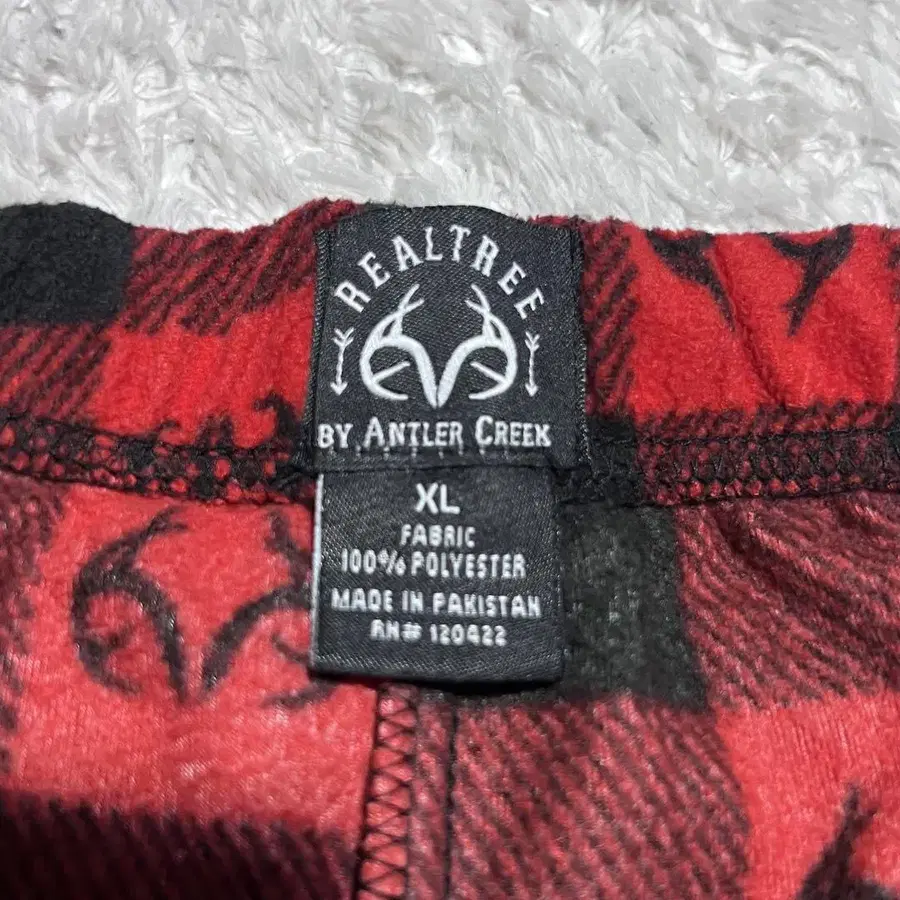 REALTREE
BY ANTLER CREEK
XL
FABRIC
100% POLYESTER
MADE IN PAKISTAN
RN# 120422